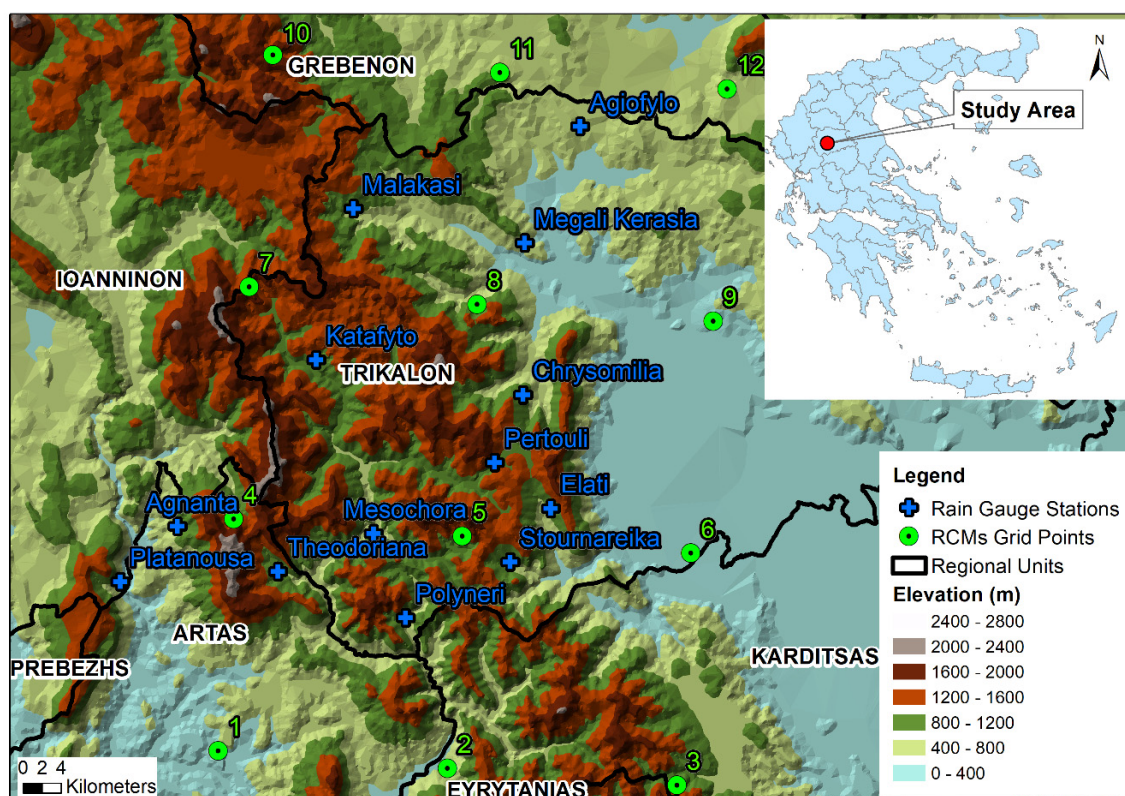 10
GREBENON
11
12
Agiofylo
Malakasi
Megali Kerasia
7
IOANNINON
8
9
Katafyto
TRIKALON
Chrysomilia
Pertouli
Elati
Agnanta
4
Mesochora
5
Stournareika
6
Platanousa
Theodoriana
Polyneri
ARTAS
PREBEZHS
KARDITSAS
1
2
3
EYRYTANIAS
0 2 4
Kilometers
N
Study Area
Legend
Rain Gauge Stations
RCMs Grid Points
Regional Units
Elevation (m)
2400 - 2800
2000 - 2400
1600 - 2000
1200 - 1600
800 - 1200
400 - 800
0 - 400